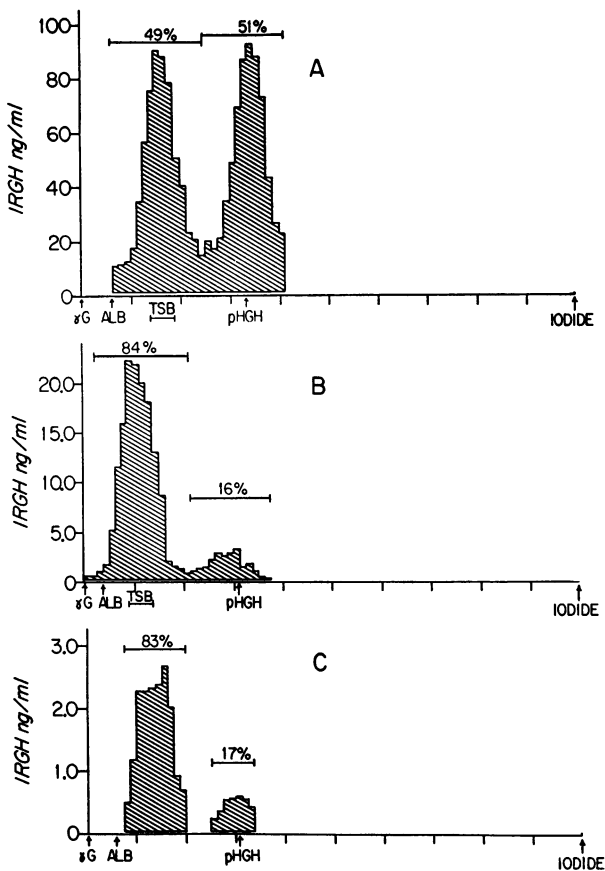 100
80
60
40
20
0
IRGH ng/ml
49%
51%
A
γG
ALB
TSB
pHGH
IODIDE
20.0
15.0
10.0
5.0
0
IRGH ng/ml
84%
16%
B
γG
ALB
TSB
pHGH
IODIDE
3.0
2.0
1.0
0
IRGH ng/ml
83%
17%
C
γG
ALB
pHGH
IODIDE